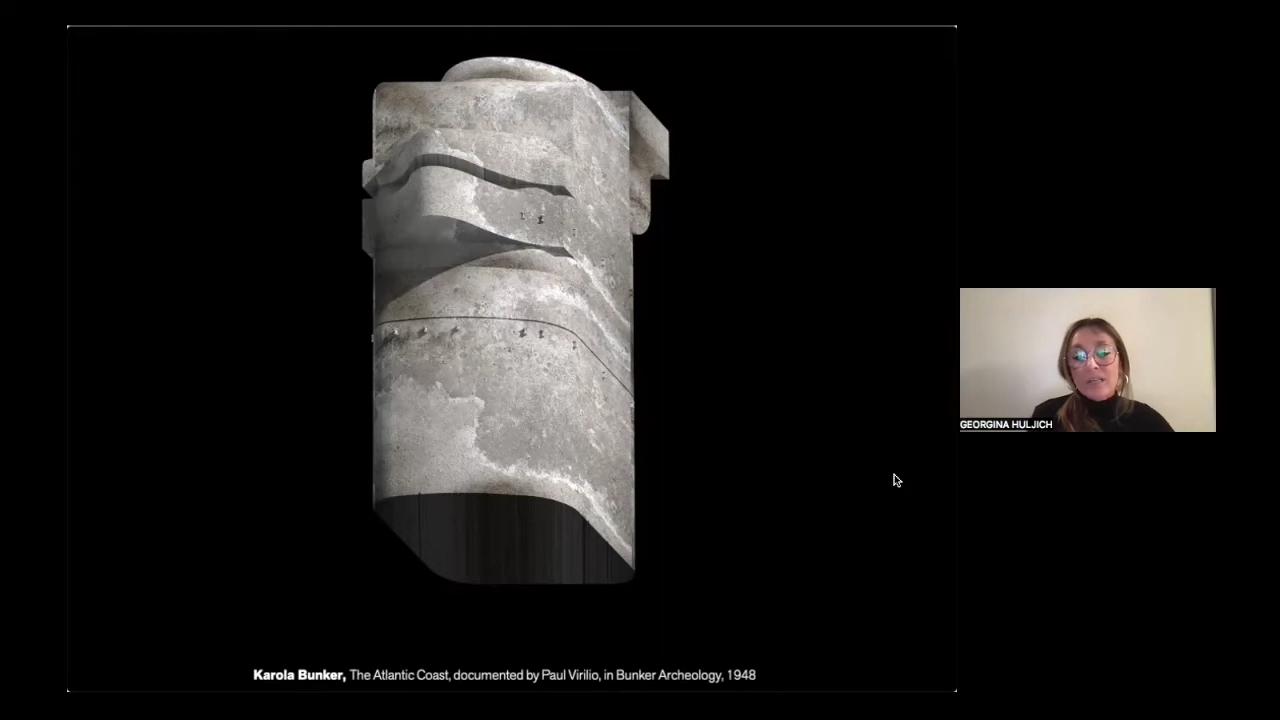 GEORGINA HULJICH
Karola Bunker, The Atlantic Coast, documented by Paul Virilio, in Bunker Archeology, 1948